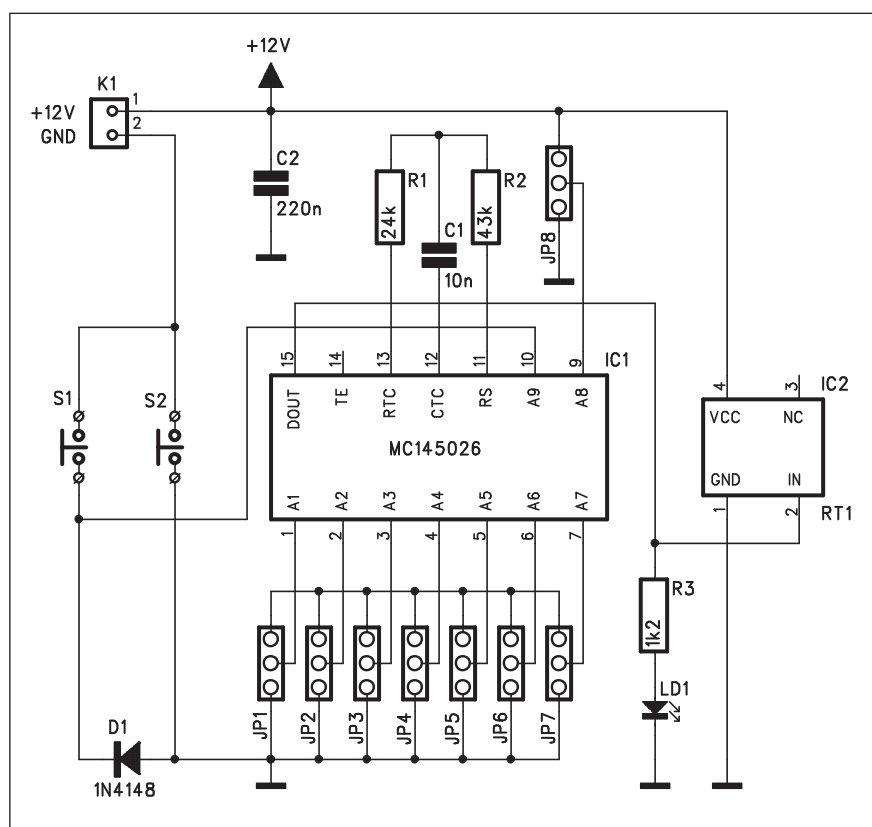 +12V
K1
+12V 1
GND 2
C2
220n
R1
24k
C1
10n
R2
43k
JP8
15 14 13 12 11 10 9
IC1
DOUT TE RTC CTC RS A9 A8
MC145026
A1 A2 A3 A4 A5 A6 A7
1 2 3 4 5 6 7
S1
S2
4 3
IC2
VCC NC
GND IN
1 2
RT1
R3
1k2
LD1
JP1 JP2 JP3 JP4 JP5 JP6 JP7
D1
1N4148